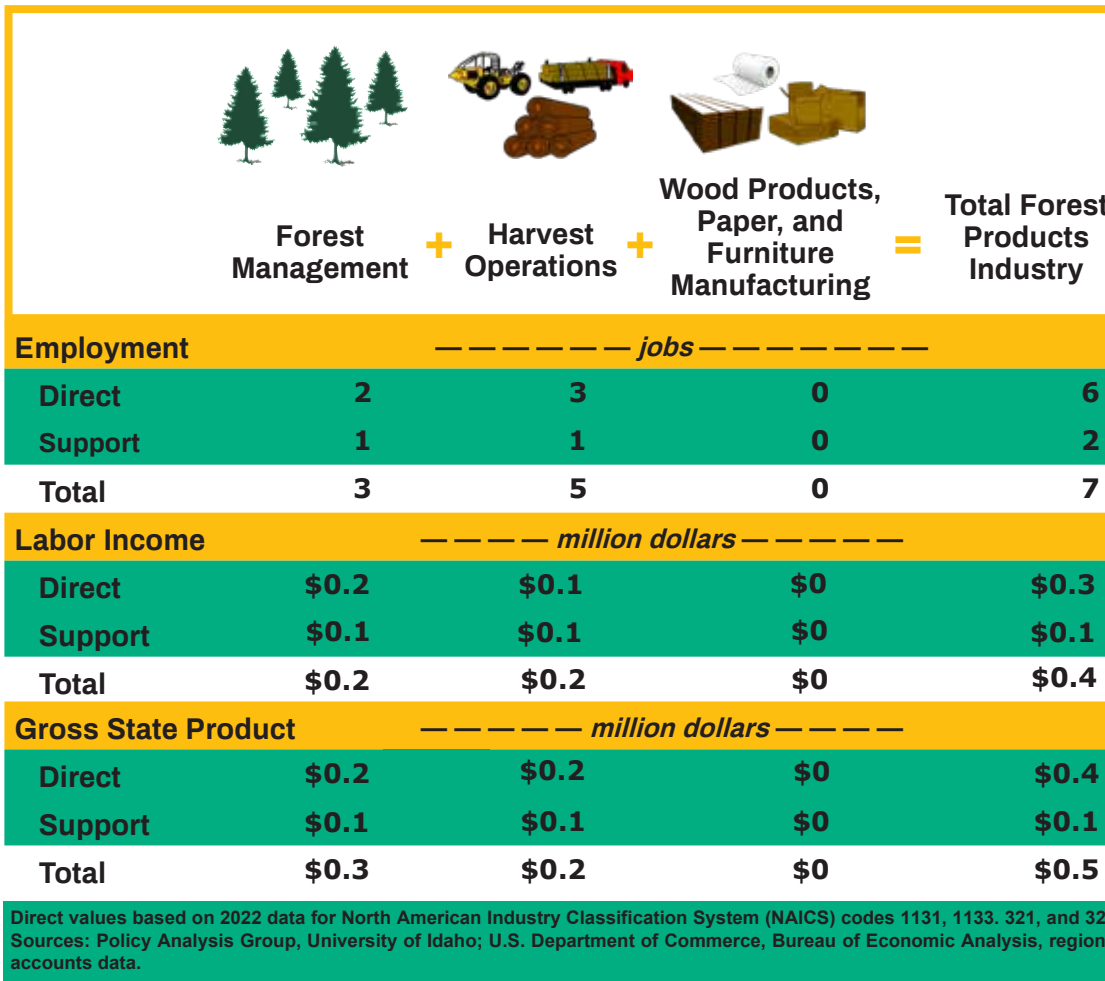 Forest
Management
+
Harvest
Operations
+
Wood Products,
Paper, and
Furniture
Manufacturing
=
Total Forest
Products
Industry
Employment — — — — — — jobs — — — — — — —
Direct 2 3 0 6
Support 1 1 0 2
Total 3 5 0 7
Labor Income — — — — million dollars — — — — —
Direct $0.2 $0.1 $0 $0.3
Support $0.1 $0.1 $0 $0.1
Total $0.2 $0.2 $0 $0.4
Gross State Product — — — — — million dollars — — — —
Direct $0.2 $0.2 $0 $0.4
Support $0.1 $0.1 $0 $0.1
Total $0.3 $0.2 $0 $0.5
Direct values based on 2022 data for North American Industry Classification System (NAICS) codes 1131, 1133. 321, and 32
Sources: Policy Analysis Group, University of Idaho; U.S. Department of Commerce, Bureau of Economic Analysis, region
accounts data.